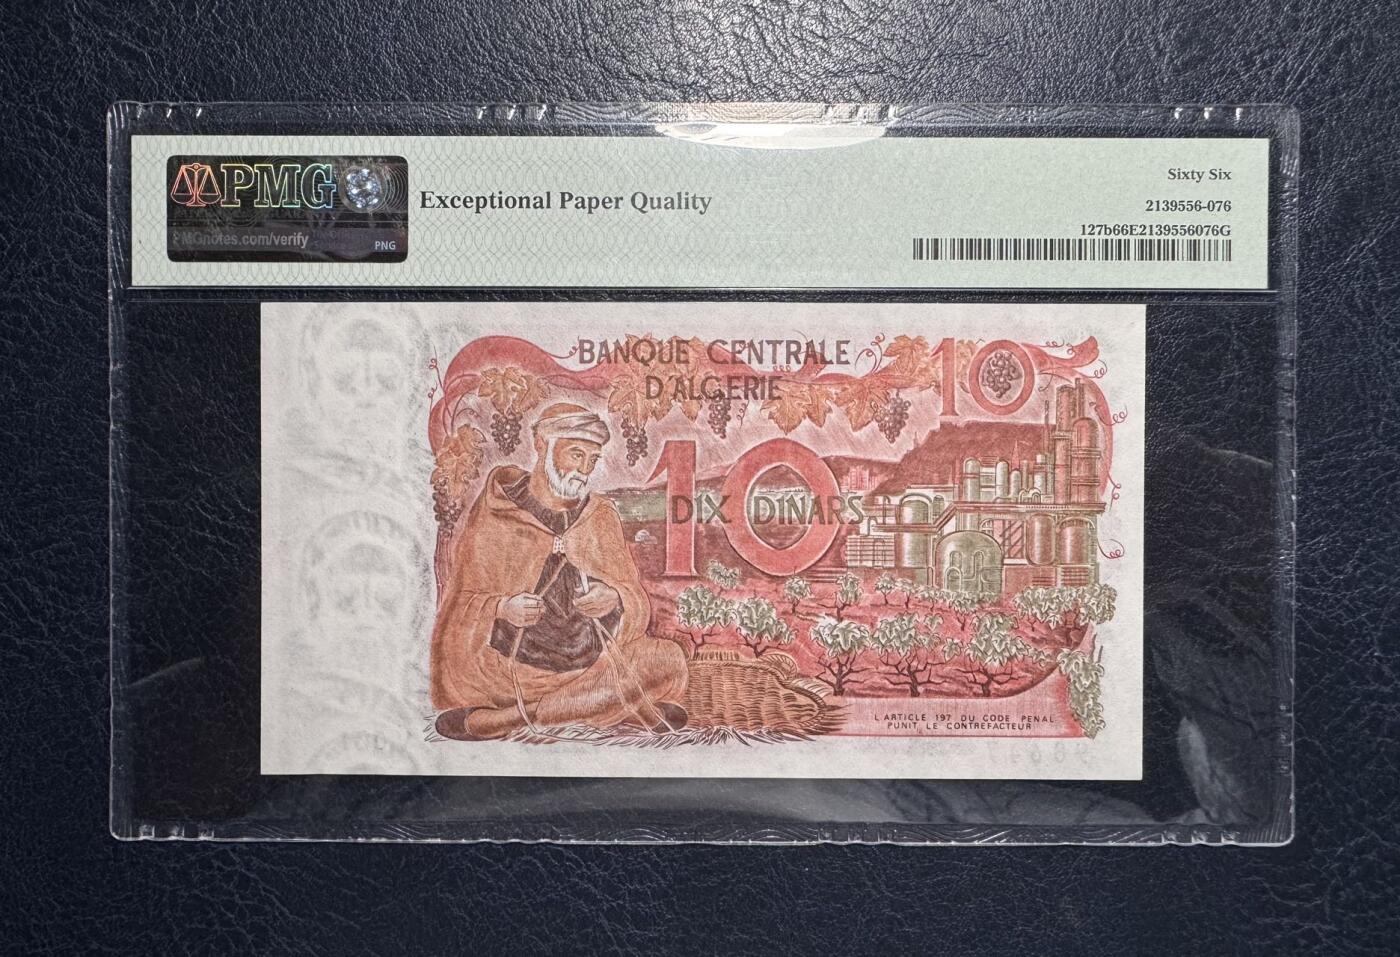 PMG
PMGnotes.com/verify
PNG
Exceptional Paper Quality
Sixty Six
2139556-076
127b66E2139556076G
BANQUE CENTRALE
D'ALGERIE
10
10
DIX DINARS
L'ARTICLE 197 DU CODE PENAL
PUNIT LE CONTREFACTEUR